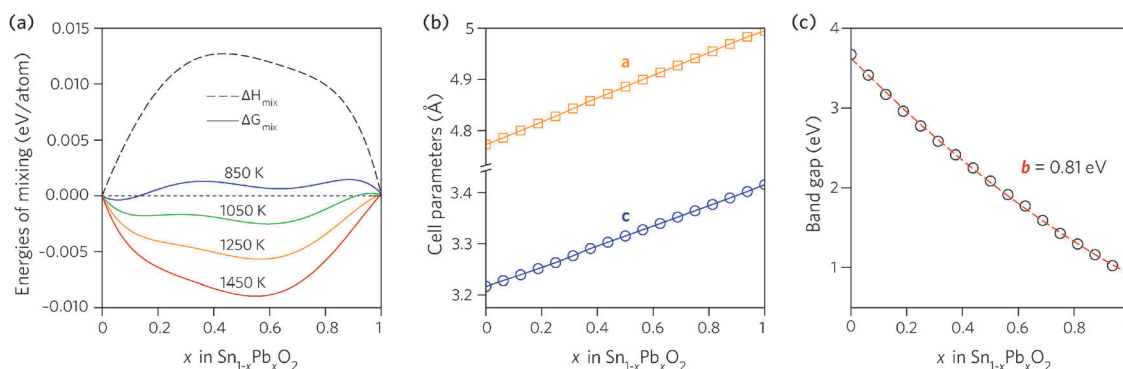 (a)
0.015
0.010
0.005
0.000
-0.005
-0.010
Energies of mixing (eV/atom)
ΔHmix
ΔGmix
850 K
1050 K
1250 K
1450 K
0 0.2 0.4 0.6 0.8 1
x in Sn1-xPbxO2
(b)
5
4.9
4.8
3.4
3.3
3.2
Cell parameters (Å)
a
c
0 0.2 0.4 0.6 0.8 1
x in Sn1-xPbxO2
(c)
4
3
2
1
Band gap (eV)
b = 0.81 eV
0 0.2 0.4 0.6 0.8
x in Sn1-xPbxO2